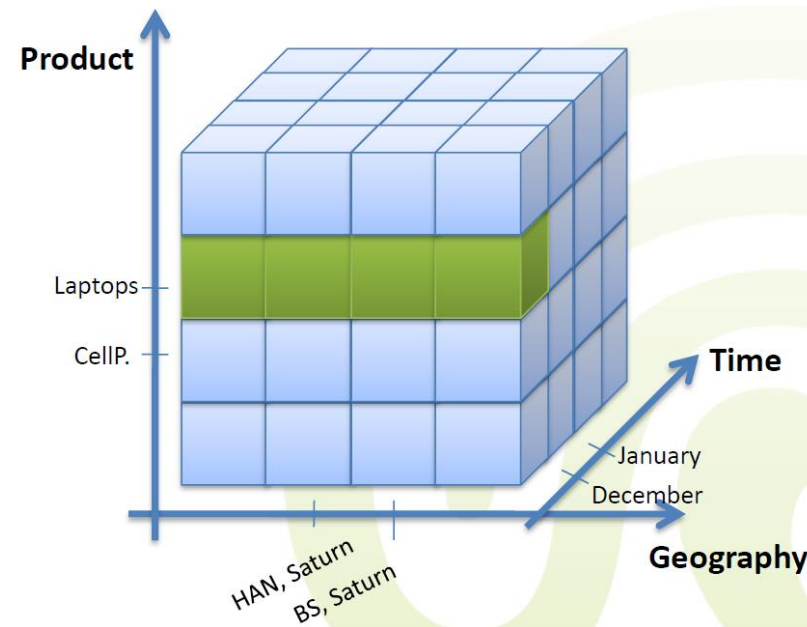 Product
Laptops
CellP.
Time
January
December
HAN, Saturn
BS, Saturn
Geography